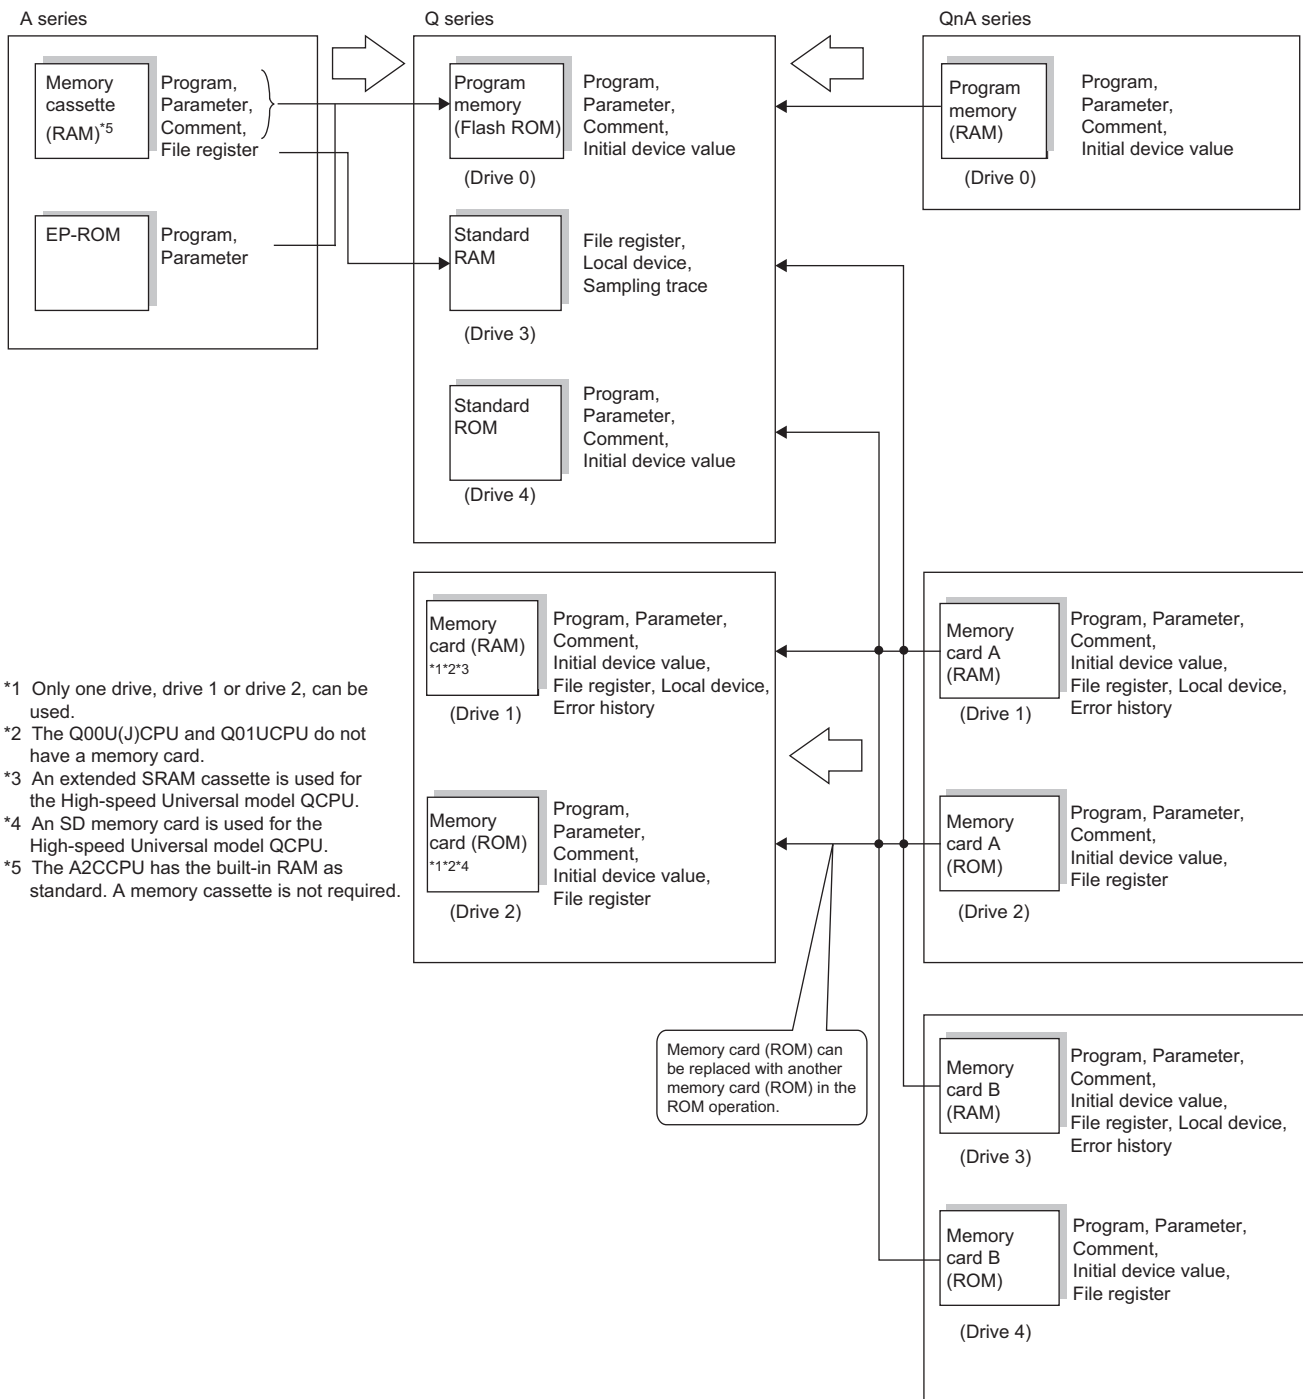 A series
Memory
cassette
(RAM)*5
Program,
Parameter,
Comment,
File register
EP-ROM
Program,
Parameter
Q series
Program
memory
(Flash ROM)
(Drive 0)
Program,
Parameter,
Comment,
Initial device value
Standard
RAM
(Drive 3)
File register,
Local device,
Sampling trace
Standard
ROM
(Drive 4)
Program,
Parameter,
Comment,
Initial device value
QnA series
Program
memory
(RAM)
(Drive 0)
Program,
Parameter,
Comment,
Initial device value
Memory
card (RAM)
*1*2*3
(Drive 1)
Program, Parameter,
Comment,
Initial device value,
File register, Local device,
Error history
Memory
card (ROM)
*1*2*4
(Drive 2)
Program,
Parameter,
Comment,
Initial device value,
File register
Memory
card A
(RAM)
(Drive 1)
Program, Parameter,
Comment,
Initial device value,
File register, Local device,
Error history
Memory
card A
(ROM)
(Drive 2)
Program, Parameter,
Comment,
Initial device value,
File register
*1 Only one drive, drive 1 or drive 2, can be
used.
*2 The Q00U(J)CPU and Q01UCPU do not
have a memory card.
*3 An extended SRAM cassette is used for
the High-speed Universal model QCPU.
*4 An SD memory card is used for the
High-speed Universal model QCPU.
*5 The A2CCPU has the built-in RAM as
standard. A memory cassette is not required.
Memory card (ROM) can
be replaced with another
memory card (ROM) in the
ROM operation.
Memory
card B
(RAM)
(Drive 3)
Program, Parameter,
Comment,
Initial device value,
File register, Local device,
Error history
Memory
card B
(ROM)
(Drive 4)
Program, Parameter,
Comment,
Initial device value,
File register